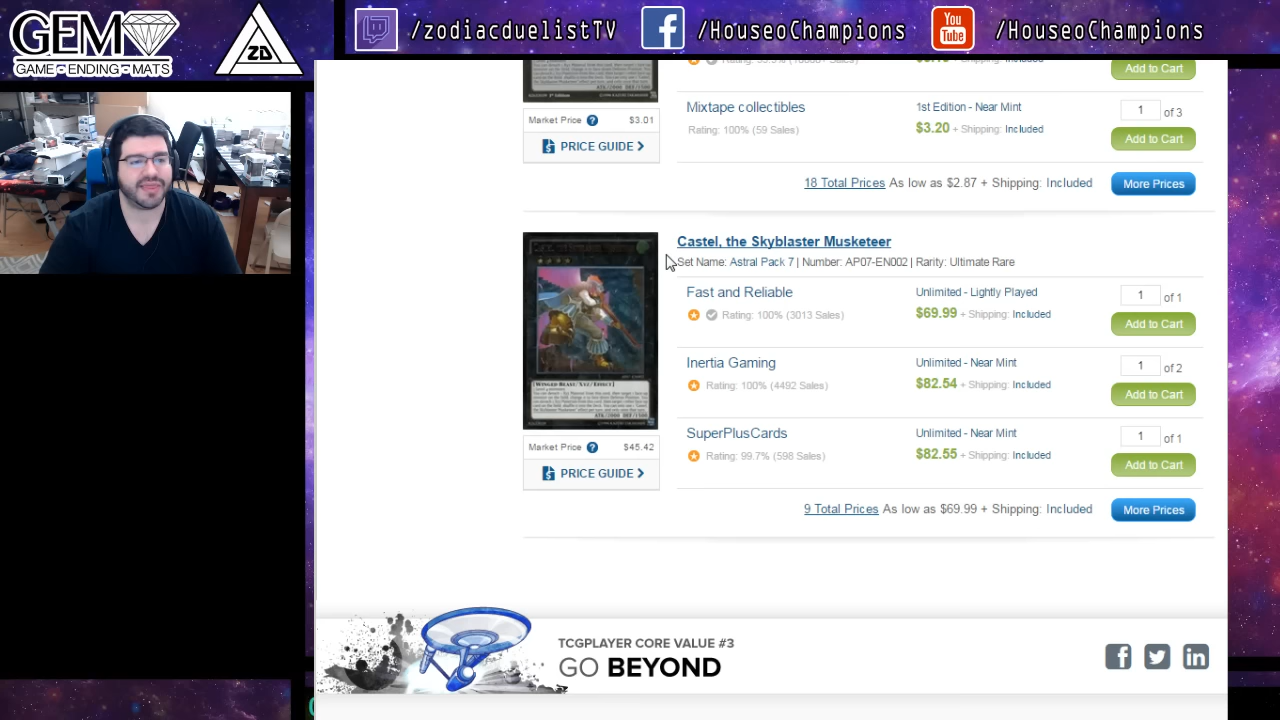 GEM
GAME-ENDING-MATS
ZD
/zodiacduelistTV
/HouseoChampions
You Tube
/HouseoChampions
Add to Cart
Market Price ? $3.01
PRICE GUIDE
Mixtape collectibles
Rating: 100% (59 Sales)
1st Edition - Near Mint
$3.20 + Shipping: Included
1 of 3
Add to Cart
18 Total Prices As low as $2.87 + Shipping: Included
More Prices
Castel, the Skyblaster Musketeer
Set Name: Astral Pack 7 | Number: AP07-EN002 | Rarity: Ultimate Rare
Fast and Reliable
Rating: 100% (3013 Sales)
Unlimited - Lightly Played
$69.99 + Shipping: Included
1 of 1
Add to Cart
Inertia Gaming
Rating: 100% (4492 Sales)
Unlimited - Near Mint
$82.54 + Shipping: Included
1 of 2
Add to Cart
SuperPlusCards
Rating: 99.7% (598 Sales)
Unlimited - Near Mint
$82.55 + Shipping: Included
1 of 1
Add to Cart
Market Price ? $45.42
PRICE GUIDE
9 Total Prices As low as $69.99 + Shipping: Included
More Prices
TCGPLAYER CORE VALUE #3
GO BEYOND